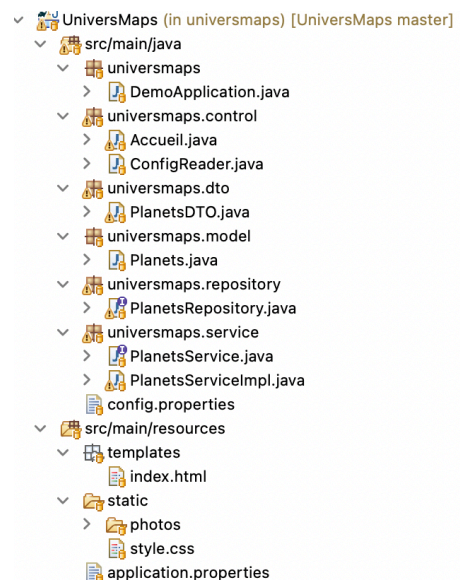 UniversMaps (in universmaps) [UniversMaps master]
src/main/java
universmaps
DemoApplication.java
universmaps.control
Accueil.java
ConfigReader.java
universmaps.dto
PlanetsDTO.java
universmaps.model
Planets.java
universmaps.repository
PlanetsRepository.java
universmaps.service
PlanetsService.java
PlanetsServiceImpl.java
config.properties
src/main/resources
templates
index.html
static
photos
style.css
application.properties